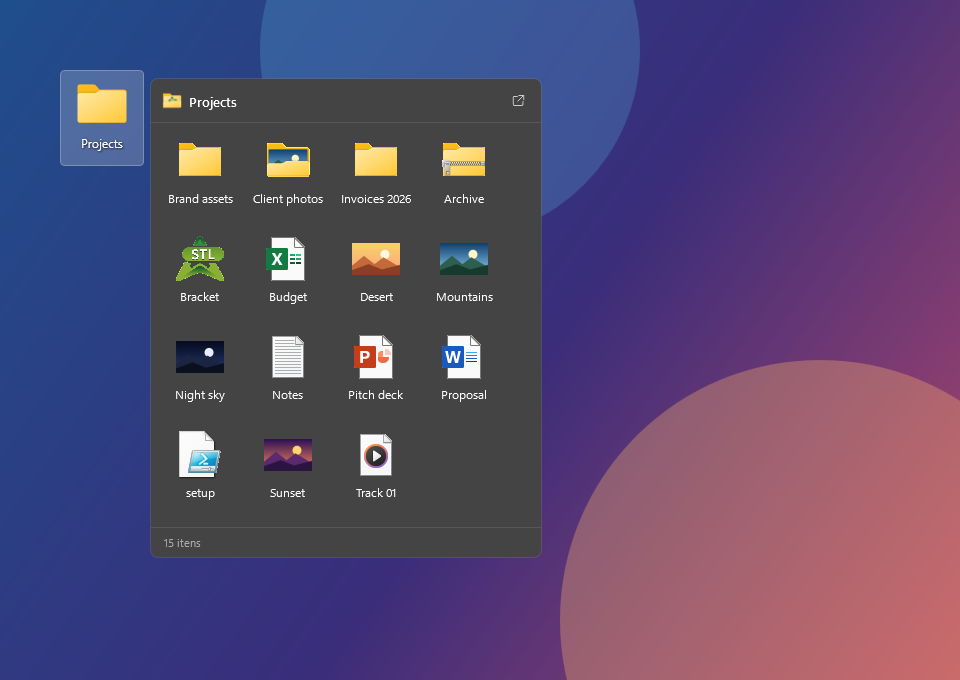 Projects
Projects
Brand assets
Client photos
Invoices 2026
Archive
STL
Bracket
X
Budget
Desert
Mountains
Night sky
Notes
P
Pitch deck
W
Proposal
setup
Sunset
Track 01
15 itens